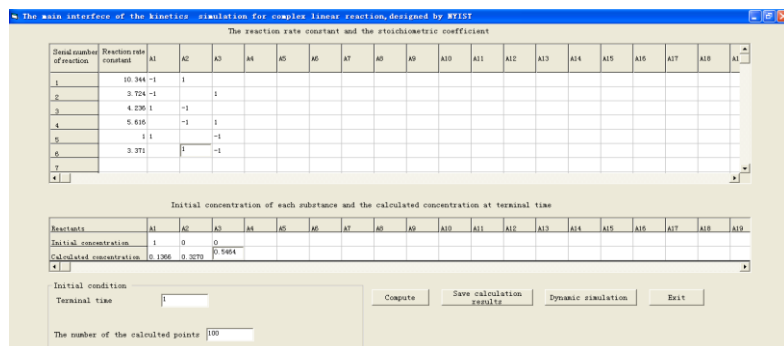 The main interfece of the kinetics simulation for complex linear reaction, designed by NYIST
The reaction rate constant and the stoichiometric coefficient
Serial number of reaction Reaction rate constant A1 A2 A3 A4 A5 A6 A7 A8 A9 A10 A11 A12 A13 A14 A15 A16 A17 A18 A1
1 10.344 -1 1
2 3.724 -1 1
3 4.236 1 -1
4 5.616 -1 1
5 1 1 -1
6 3.371 1 -1
7
Initial concentration of each substance and the calculated concentration at terminal time
Reactants A1 A2 A3 A4 A5 A6 A7 A8 A9 A10 A11 A12 A13 A14 A15 A16 A17 A18 A19
Initial concentration 1 0 0
Calculated concentration 0.1366 0.3270 0.5464
Initial condition
Terminal time 1
Compute Save calculation results Dynamic simulation Exit
The number of the calculted points 100